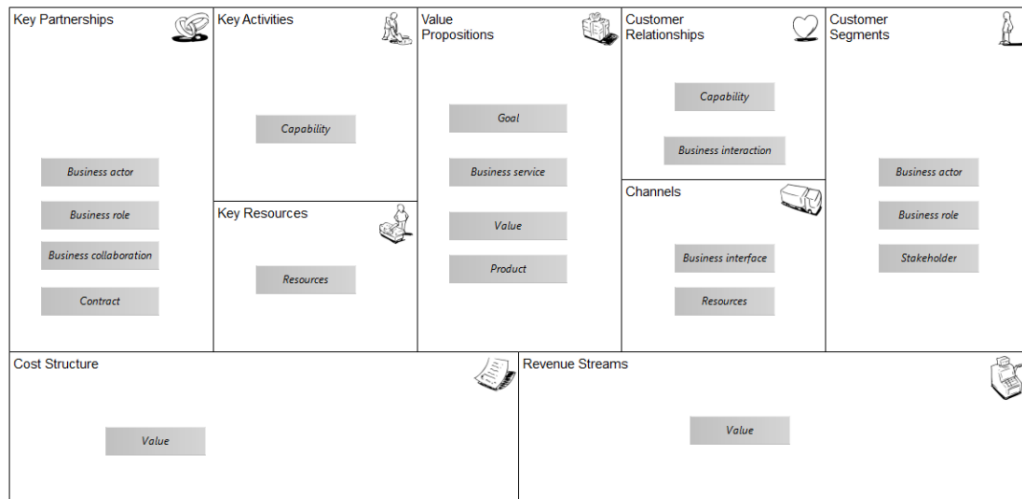 Key Partnerships
Business actor
Business role
Business collaboration
Contract
Key Activities
Capability
Key Resources
Resources
Value
Propositions
Goal
Business service
Value
Product
Customer
Relationships
Capability
Business interaction
Channels
Business interface
Resources
Customer
Segments
Business actor
Business role
Stakeholder
Cost Structure
Value
Revenue Streams
Value